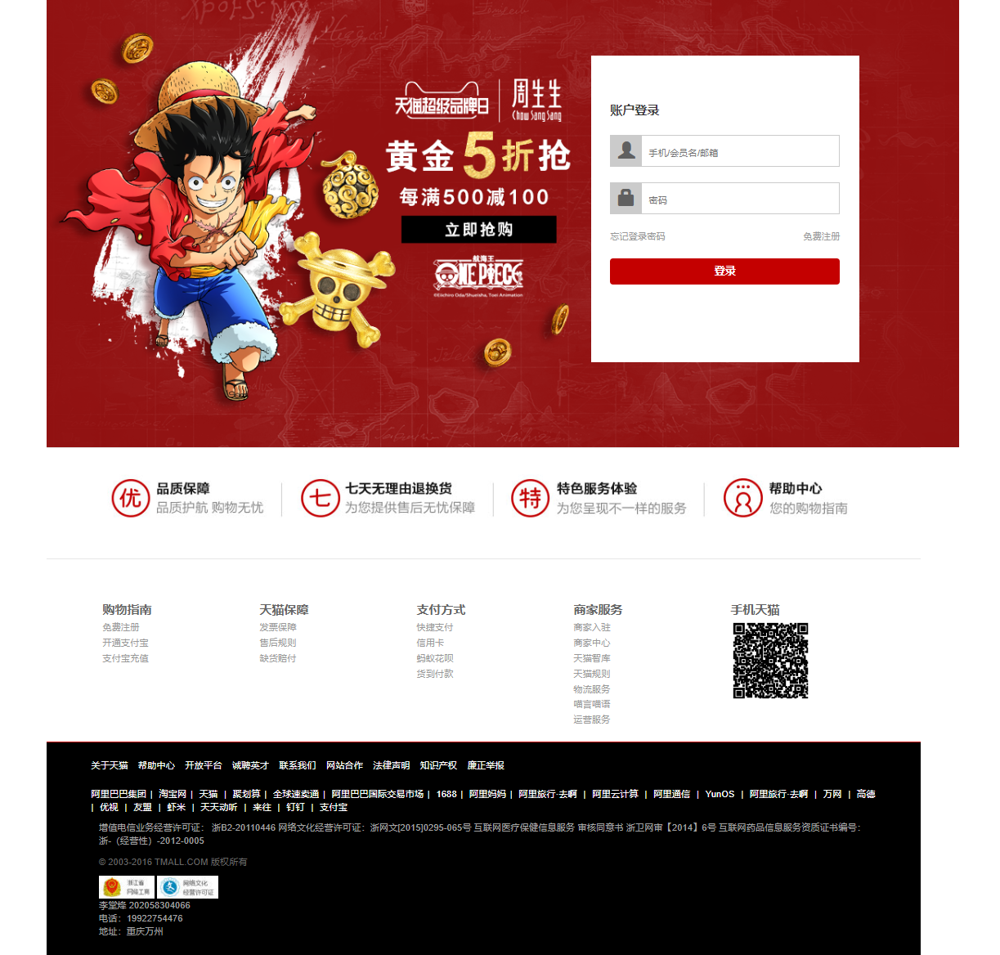 天猫超级品牌日
周生生
Chow Sang Sang
黄金5折抢
每满500减100
立即抢购
航海王
ONE PIECE
©Eiichiro Oda/Shueisha, Toei Animation
账户登录
手机/会员名/邮箱
密码
忘记登录密码 免费注册
登录
优 品质保障
品质护航 购物无忧
七 七天无理由退换货
为您提供售后无忧保障
特 特色服务体验
为您呈现不一样的服务
帮助中心
您的购物指南
购物指南
免费注册
开通支付宝
支付宝充值
天猫保障
发票保障
售后规则
缺货赔付
支付方式
快捷支付
信用卡
蚂蚁花呗
货到付款
商家服务
商家入驻
商家中心
天猫智库
天猫规则
物流服务
喵言喵语
运营服务
手机天猫
关于天猫 帮助中心 开放平台 诚聘英才 联系我们 网站合作 法律声明 知识产权 廉正举报
阿里巴巴集团 | 淘宝网 | 天猫 | 聚划算 | 全球速卖通 | 阿里巴巴国际交易市场 | 1688 | 阿里妈妈 | 阿里旅行·去啊 | 阿里云计算 | 阿里通信 | YunOS | 阿里旅行·去啊 | 万网 | 高德
| 优视 | 友盟 | 虾米 | 天天动听 | 来往 | 钉钉 | 支付宝
增值电信业务经营许可证： 浙B2-20110446 网络文化经营许可证：浙网文[2015]0295-065号 互联网医疗保健信息服务 审核同意书 浙卫网审【2014】6号 互联网药品信息服务资质证书编号：
浙-（经营性）-2012-0005
© 2003-2016 TMALL.COM 版权所有
浙江省
网络工商
网络文化
经营许可证
李堂烽 202058304066
电话：19922754476
地址：重庆万州